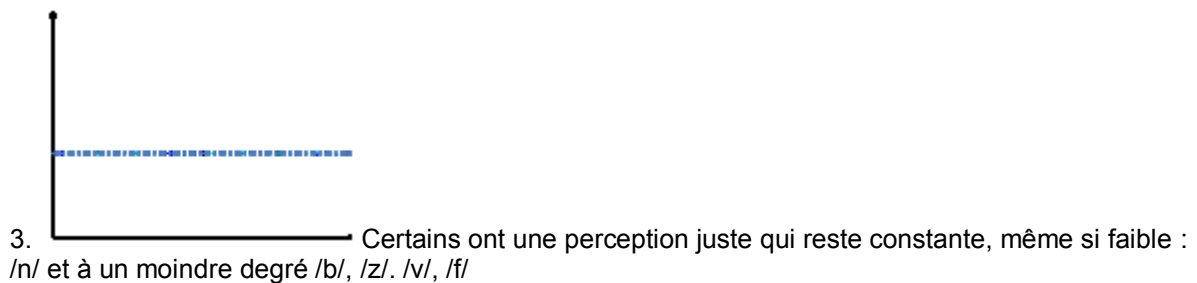 3. Certains ont une perception juste qui reste constante, même si faible :
/n/ et à un moindre degré /b/, /z/. /v/, /f/